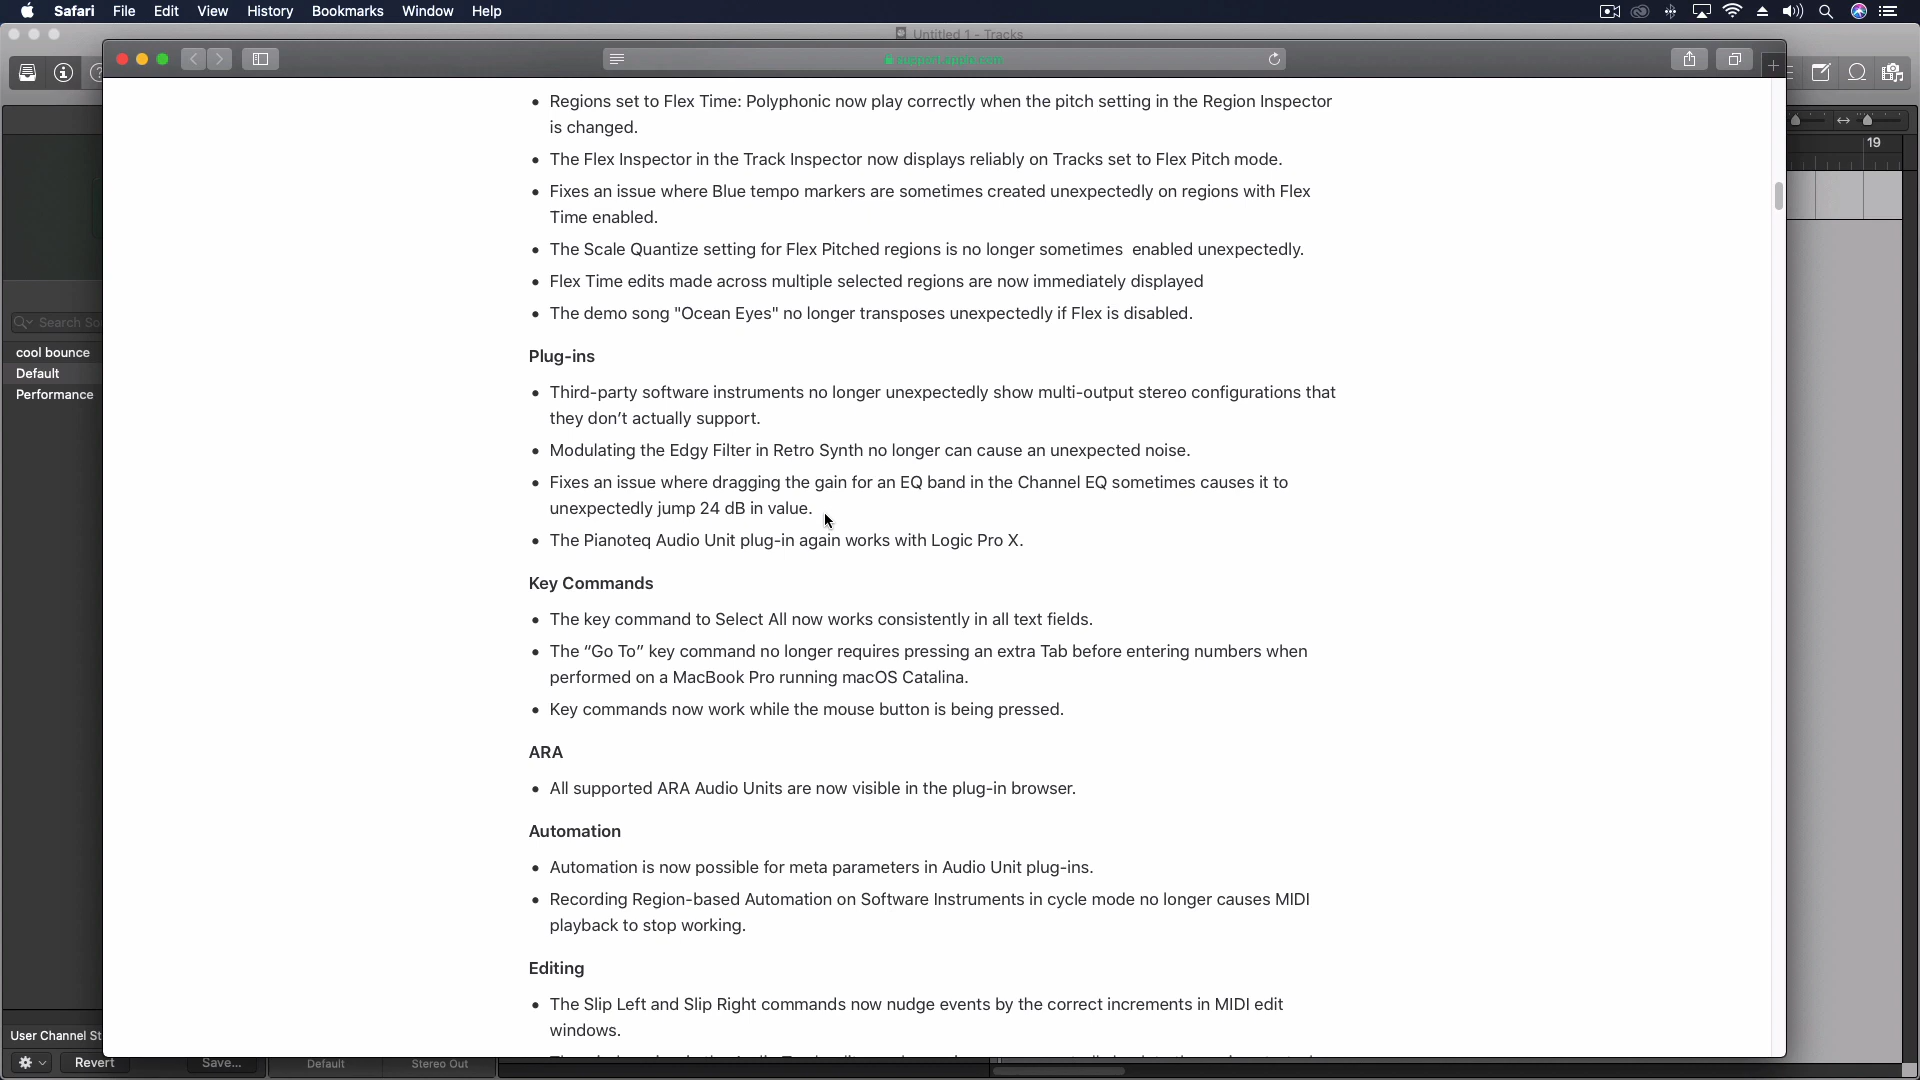 Safari File Edit View History Bookmarks Window Help
Untitled 1 - Tracks
support.apple.com
19
Search So
cool bounce
Default
Performance
• Regions set to Flex Time: Polyphonic now play correctly when the pitch setting in the Region Inspector
is changed.
• The Flex Inspector in the Track Inspector now displays reliably on Tracks set to Flex Pitch mode.
• Fixes an issue where Blue tempo markers are sometimes created unexpectedly on regions with Flex
Time enabled.
• The Scale Quantize setting for Flex Pitched regions is no longer sometimes  enabled unexpectedly.
• Flex Time edits made across multiple selected regions are now immediately displayed
• The demo song "Ocean Eyes" no longer transposes unexpectedly if Flex is disabled.
Plug-ins
• Third-party software instruments no longer unexpectedly show multi-output stereo configurations that
they don’t actually support.
• Modulating the Edgy Filter in Retro Synth no longer can cause an unexpected noise.
• Fixes an issue where dragging the gain for an EQ band in the Channel EQ sometimes causes it to
unexpectedly jump 24 dB in value.
• The Pianoteq Audio Unit plug-in again works with Logic Pro X.
Key Commands
• The key command to Select All now works consistently in all text fields.
• The “Go To” key command no longer requires pressing an extra Tab before entering numbers when
performed on a MacBook Pro running macOS Catalina.
• Key commands now work while the mouse button is being pressed.
ARA
• All supported ARA Audio Units are now visible in the plug-in browser.
Automation
• Automation is now possible for meta parameters in Audio Unit plug-ins.
• Recording Region-based Automation on Software Instruments in cycle mode no longer causes MIDI
playback to stop working.
Editing
• The Slip Left and Slip Right commands now nudge events by the correct increments in MIDI edit
windows.
User Channel St
Revert Save... Default Stereo Out